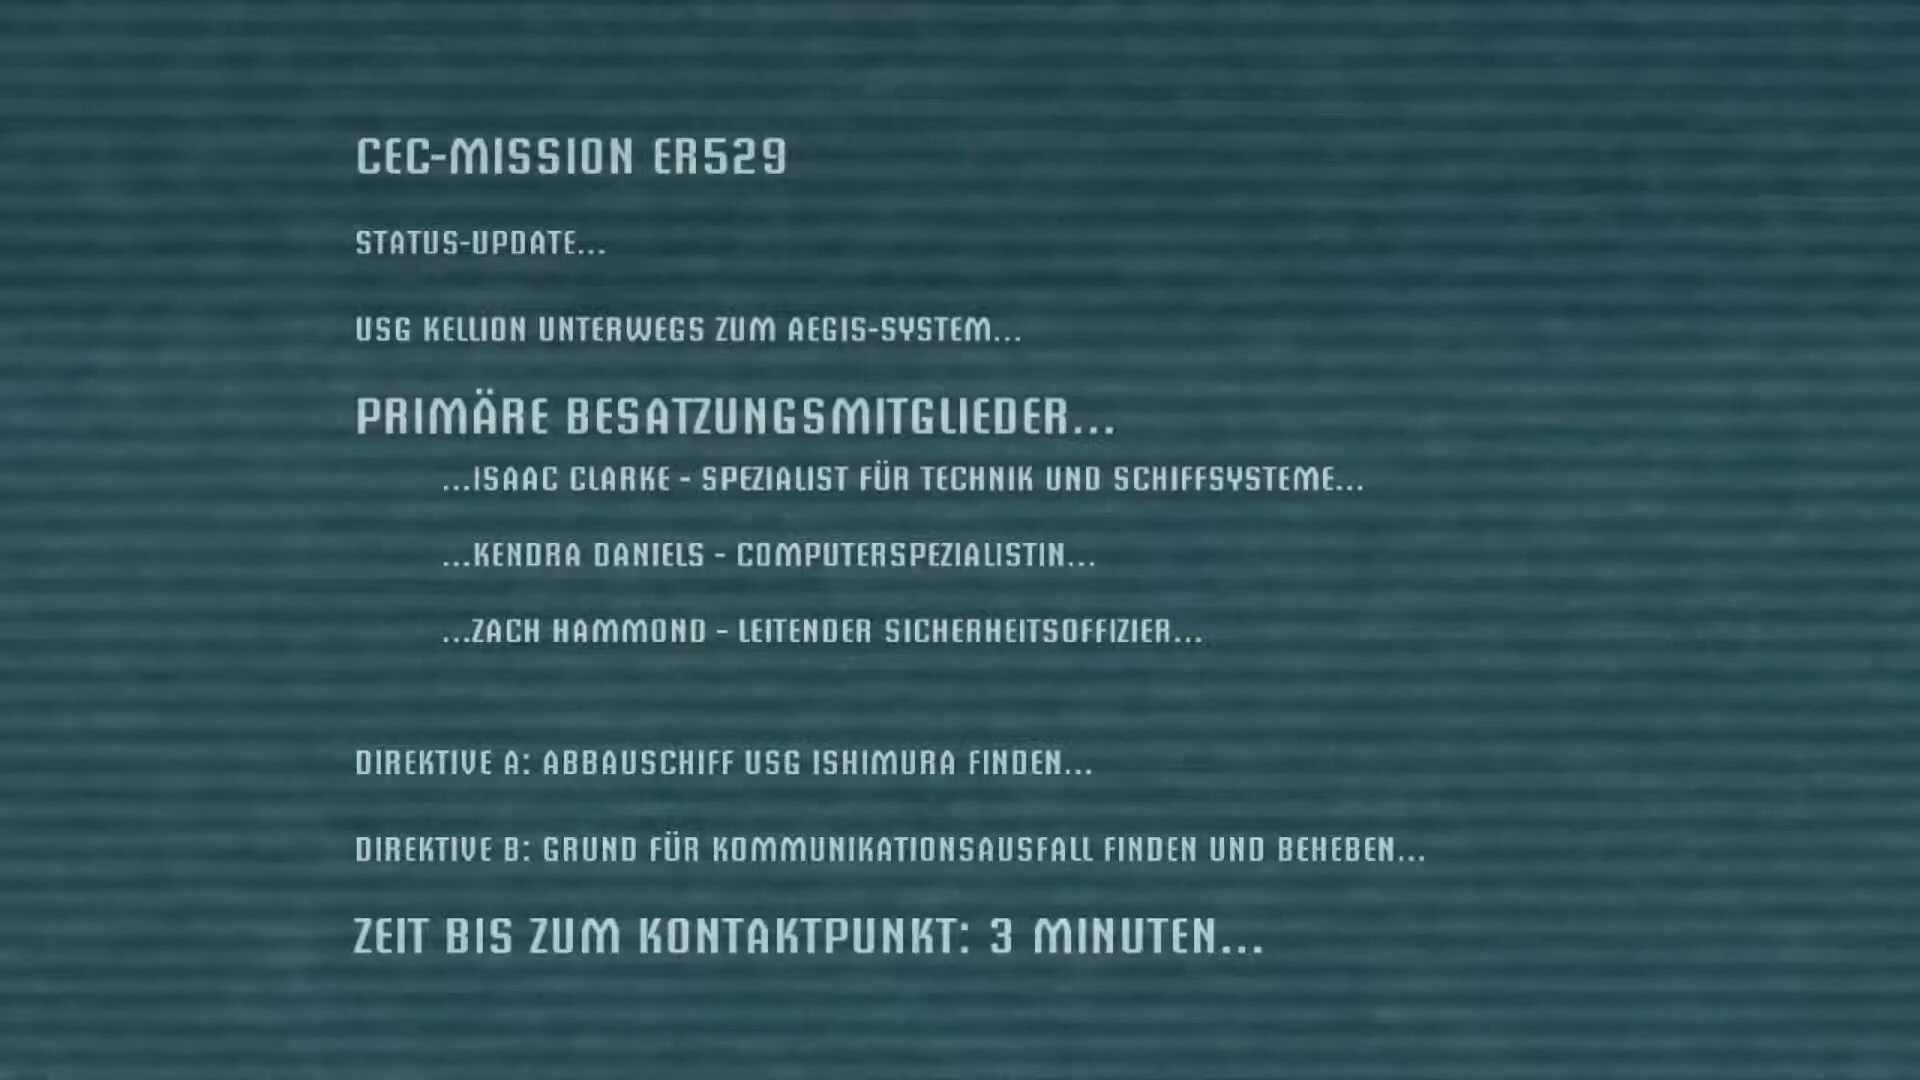 CEC-MISSION ER529
STATUS-UPDATE...
USG KELLION UNTERWEGS ZUM AEGIS-SYSTEM...
PRIMÄRE BESATZUNGSMITGLIEDER...
...ISAAC CLARKE - SPEZIALIST FÜR TECHNIK UND SCHIFFSYSTEME...
...KENDRA DANIELS - COMPUTERSPEZIALISTIN...
...ZACH HAMMOND - LEITENDER SICHERHEITSOFFIZIER...
DIREKTIVE A: ABBAUSCHIFF USG ISHIMURA FINDEN...
DIREKTIVE B: GRUND FÜR KOMMUNIKATIONSAUSFALL FINDEN UND BEHEBEN...
ZEIT BIS ZUM KONTAKTPUNKT: 3 MINUTEN...